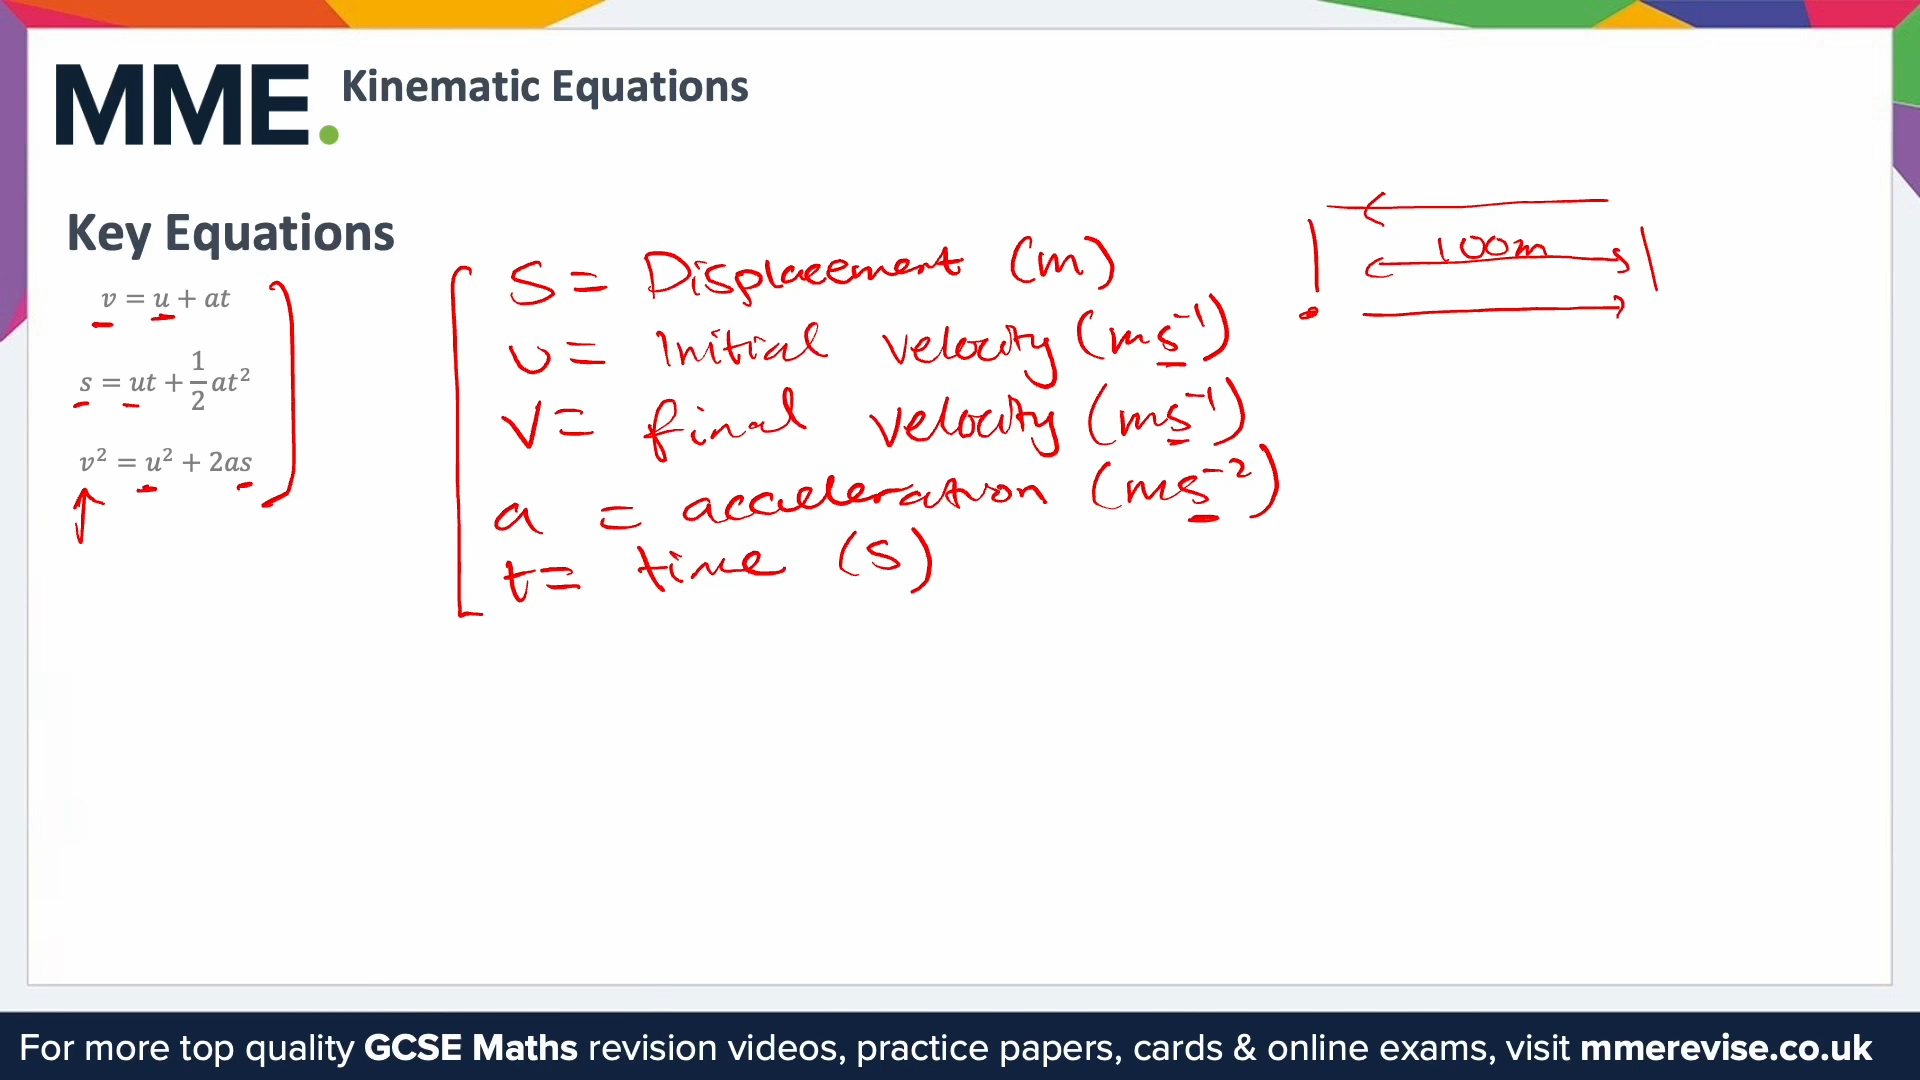 MME.
Kinematic Equations
Key Equations
v = u + at
s = ut + 1/2 at²
v² = u² + 2as
S = Displacement (m)
u = Initial velocity (ms⁻¹)
v = final velocity (ms⁻¹)
a = acceleration (ms⁻²)
t = time (s)
100m
For more top quality GCSE Maths revision videos, practice papers, cards & online exams, visit mmerevise.co.uk